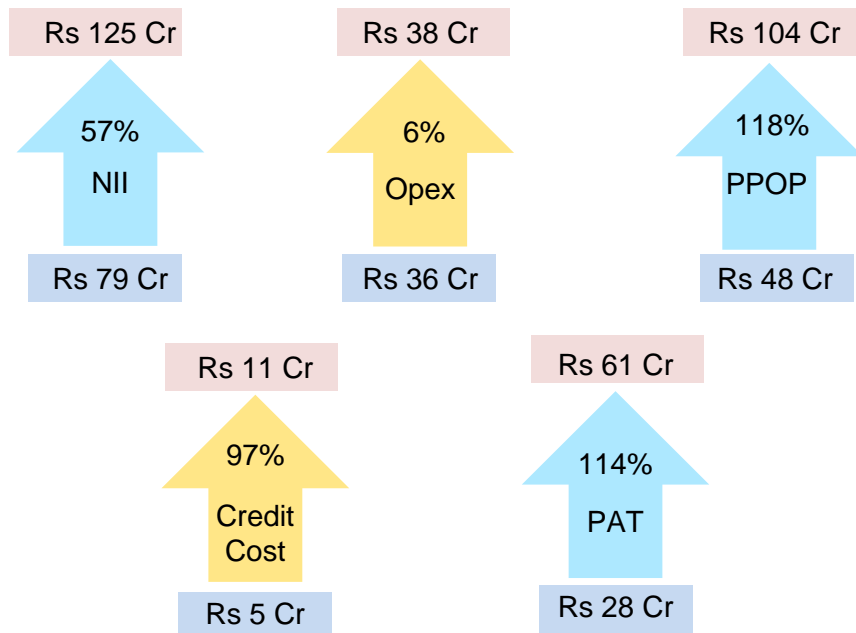 Rs 125 Cr
57%
NII
Rs 79 Cr
Rs 38 Cr
6%
Opex
Rs 36 Cr
Rs 104 Cr
118%
PPOP
Rs 48 Cr
Rs 11 Cr
97%
Credit
Cost
Rs 5 Cr
Rs 61 Cr
114%
PAT
Rs 28 Cr